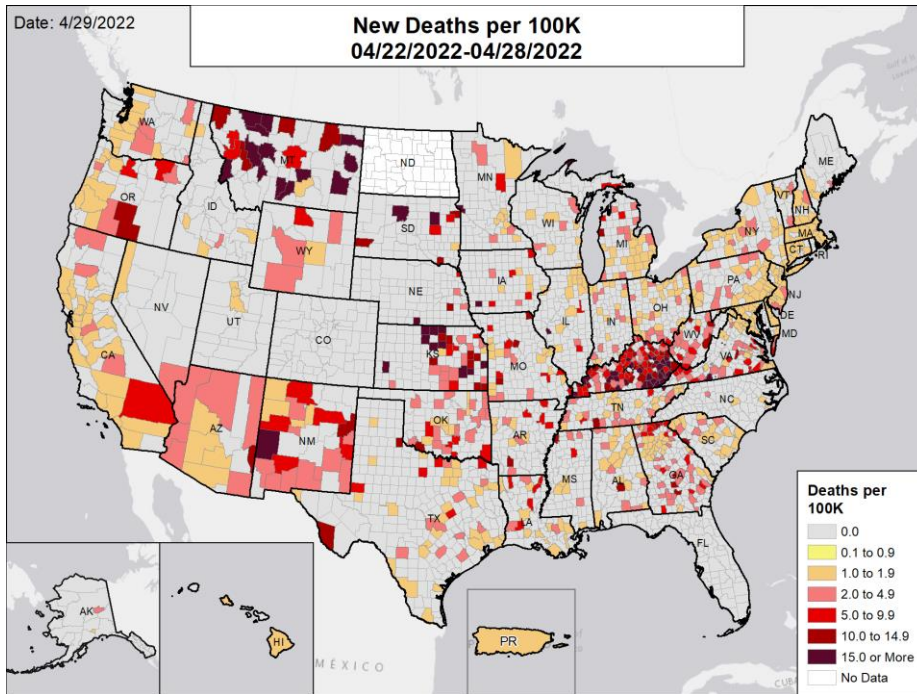 Date: 4/29/2022
New Deaths per 100K
04/22/2022-04/28/2022
WA
MT
ND
MN
ME
OR
ID
SD
WI
MI
VT
NH
NY
MA
CT
RI
WY
IA
NE
PA
NJ
NV
UT
CO
IL
IN
OH
DE
MD
WV
VA
CA
KS
MO
AZ
NM
OK
AR
TN
NC
SC
MS
AL
GA
TX
LA
FL
AK
HI
PR
MÉXICO
Deaths per
100K
0.0
0.1 to 0.9
1.0 to 1.9
2.0 to 4.9
5.0 to 9.9
10.0 to 14.9
15.0 or More
No Data